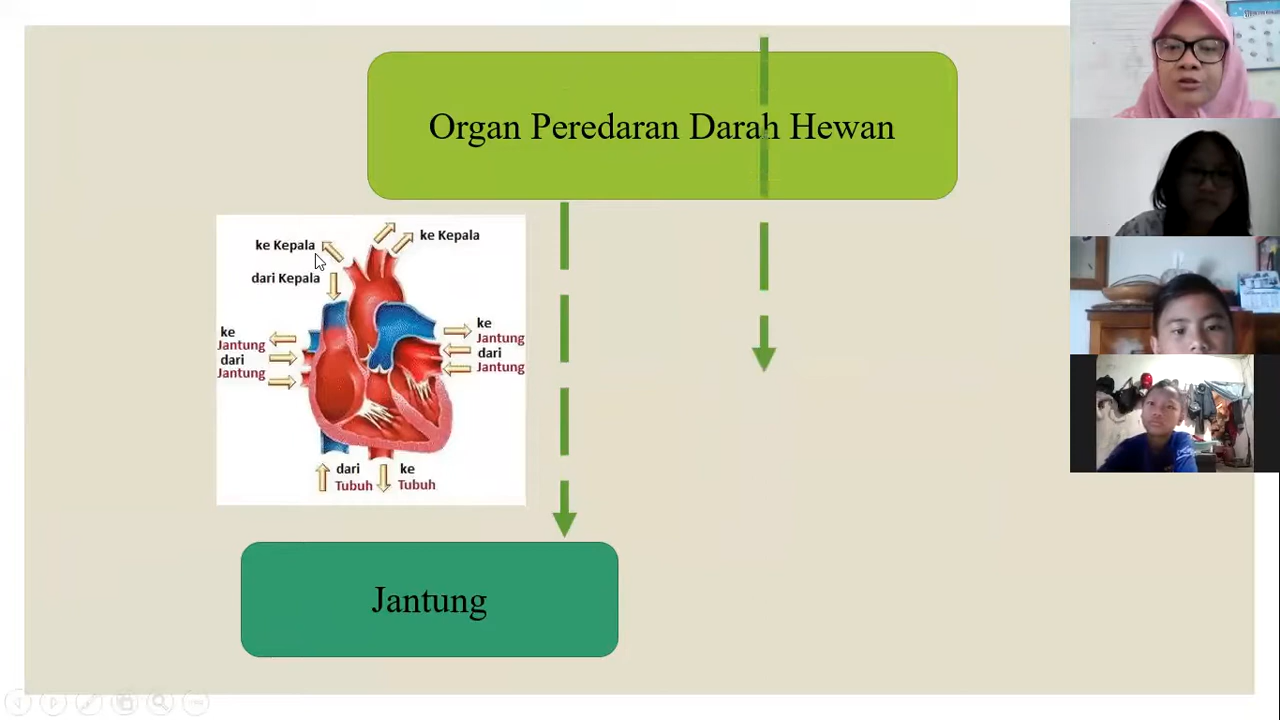 Organ Peredaran Darah Hewan
ke Kepala
ke Kepala
dari Kepala
ke
Jantung
dari
Jantung
ke
Jantung
dari
Jantung
dari
Tubuh
ke
Tubuh
Jantung